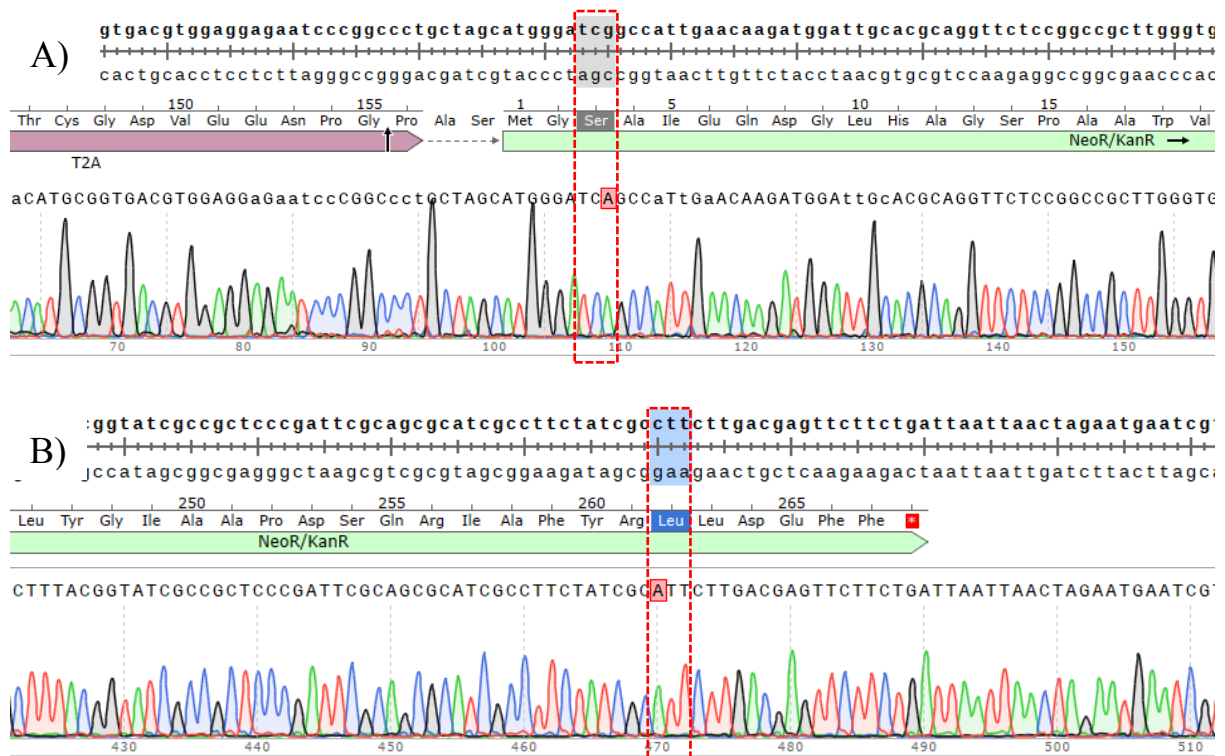 gtgacgtggaggagaatcccggccctgctagcatgggatcggccattgaacaagatggattgcacgcaggttctccggccgcttgggtg
A)
cactgcacctcctcttagggccgggacgatcgtaccctagccggtaacttgttctacctaacgtgcgtccaagaggccggcgaacccac
150 155 1 5 10 15
Thr Cys Gly Asp Val Glu Glu Asn Pro Gly Pro Ala Ser Met Gly Ser Ala Ile Glu Gln Asp Gly Leu His Ala Gly Ser Pro Ala Ala Trp Val
T2A NeoR/KanR
aCATGCGGTGACGTGGAGGaGaatccCGGCcctGCTAGCATGGGATCAGCCaTtGaACAAGATGGAttGcACGCAGGTTCTCCGGCCGCTTGGGTG
70 80 90 100 110 120 130 140 150
cggtatcgccgctcccgattcgcagcgcatcgccttctatcgccttcttgacgagttcttctgattaattaactagaatgaatcgt
B)
gccatagcggcgagggctaagcgtcgcgtagcggaagatagcggaagaactgctcaagaagactaattaattgatcttacttagca
250 255 260 265
Leu Tyr Gly Ile Ala Ala Pro Asp Ser Gln Arg Ile Ala Phe Tyr Arg Leu Leu Asp Glu Phe Phe *
NeoR/KanR
CTTTACGGTATCGCCGCTCCCGATTCGCAGCGCATCGCCTTCTATCGCATTCTTGACGAGTTCTTCTGATTAATTAACTAGAATGAATCGT
430 440 450 460 470 480 490 500 510